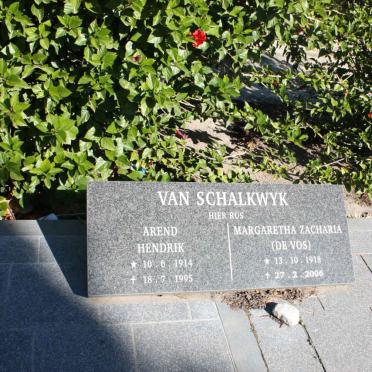 VAN SCHALKWYK
HIER RUS
AREND
HENDRIK
★ 10 . 6 . 1914
✝ 18 . 7 . 1995
MARGARETHA ZACHARIA
(DE VOS)
★ 13 . 10 . 1918
✝ 27 . 2 . 2006